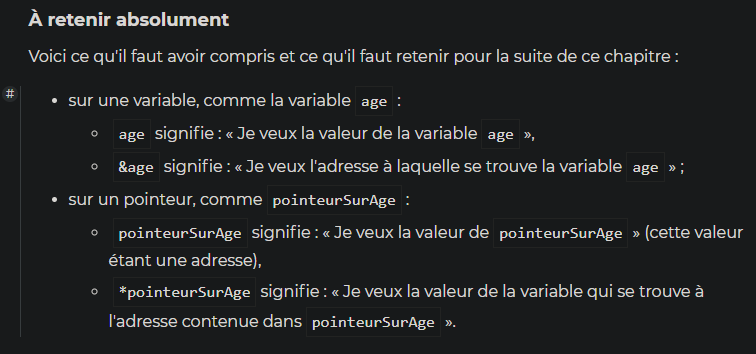 À retenir absolument
Voici ce qu'il faut avoir compris et ce qu'il faut retenir pour la suite de ce chapitre :
#
• sur une variable, comme la variable age :
◦ age signifie : « Je veux la valeur de la variable age »,
◦ &age signifie : « Je veux l'adresse à laquelle se trouve la variable age » ;
• sur un pointeur, comme pointeurSurAge :
◦ pointeurSurAge signifie : « Je veux la valeur de pointeurSurAge » (cette valeur
étant une adresse),
◦ *pointeurSurAge signifie : « Je veux la valeur de la variable qui se trouve à
l'adresse contenue dans pointeurSurAge ».